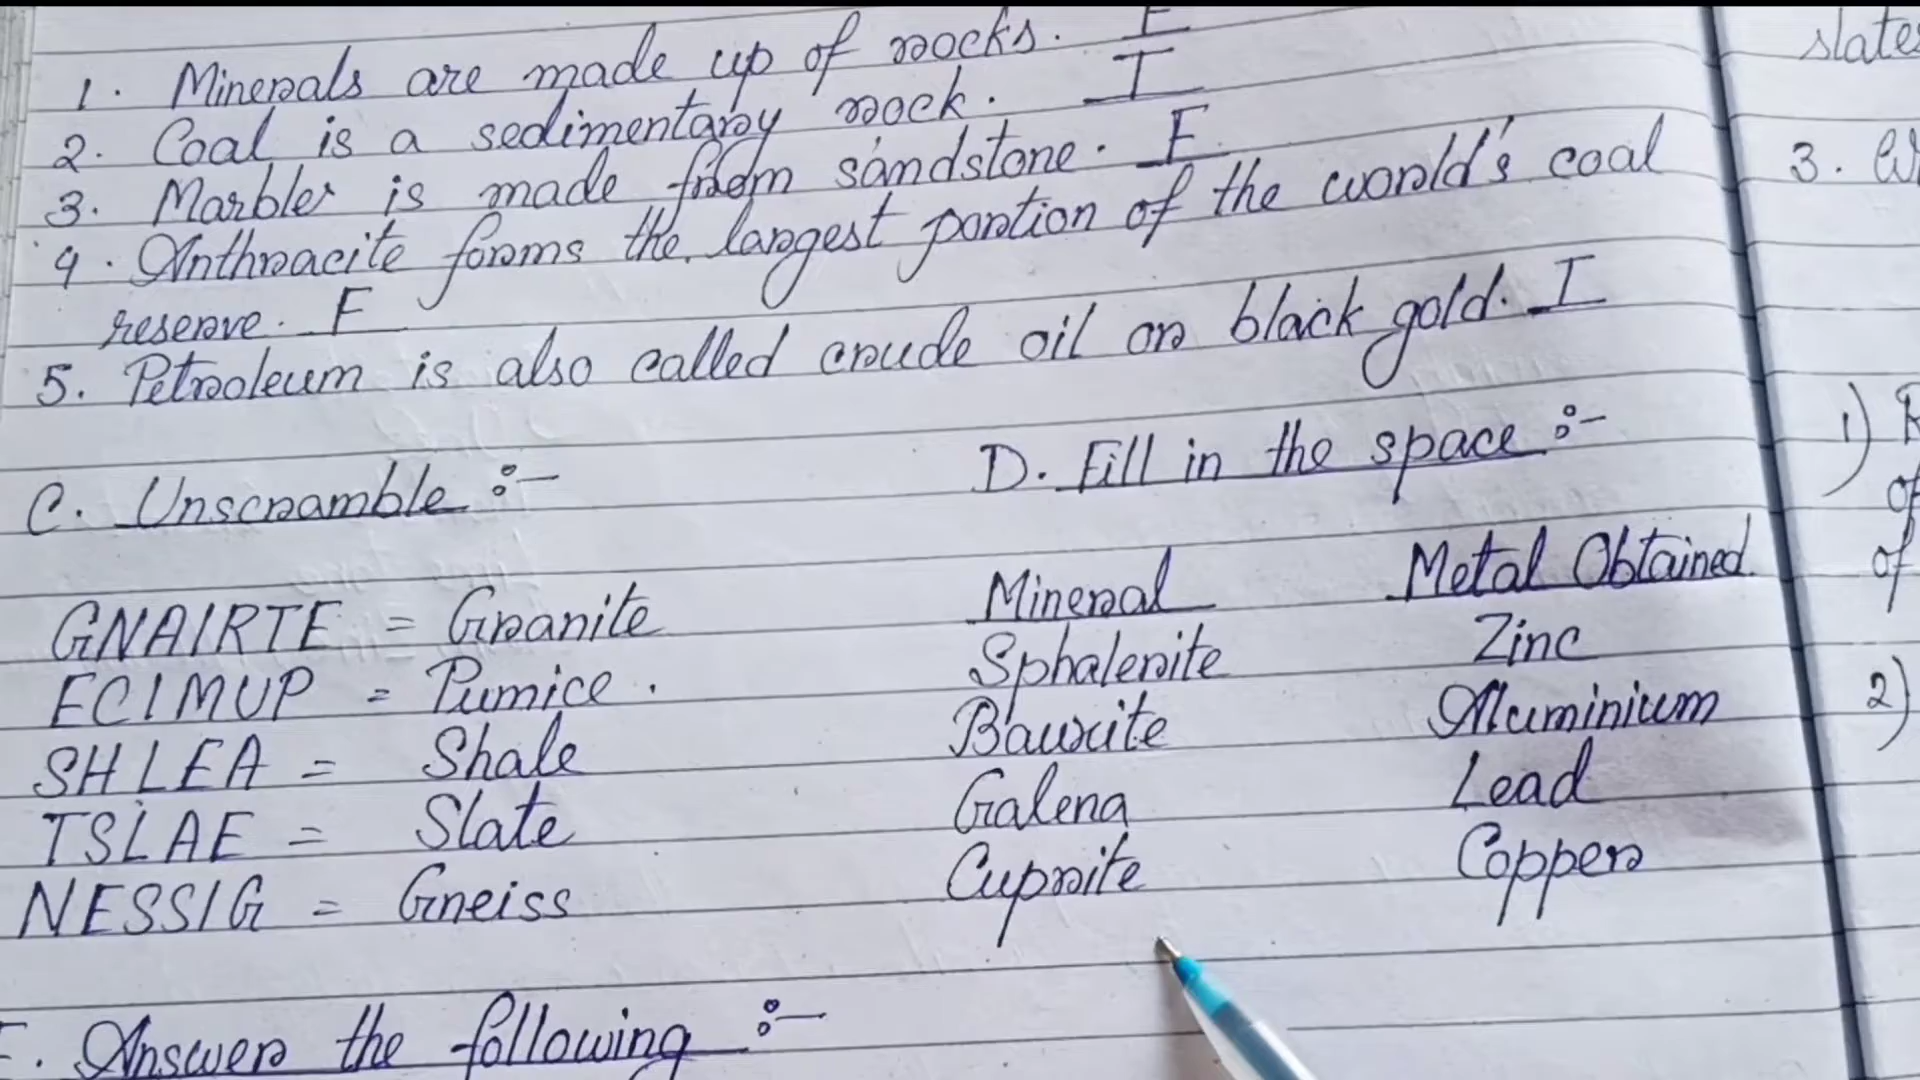 1. Minerals are made up of rocks. F
2. Coal is a sedimentary rock. T
3. Marbles is made from sandstone. F
4. Anthracite forms the largest portion of the world's coal
reserve. F
5. Petroleum is also called crude oil or black gold. T
C. Unscramble :-
GNAIRTE = Granite
ECIMUP = Pumice.
SHLEA = Shale
TSLAE = Slate
NESSIG = Gneiss
D. Fill in the space :-
Mineral Metal Obtained
Sphalerite Zinc
Bauxite Aluminium
Galena Lead
Cuprite Copper
. Answer the following :-
slates
3.
1)
of
of
2)